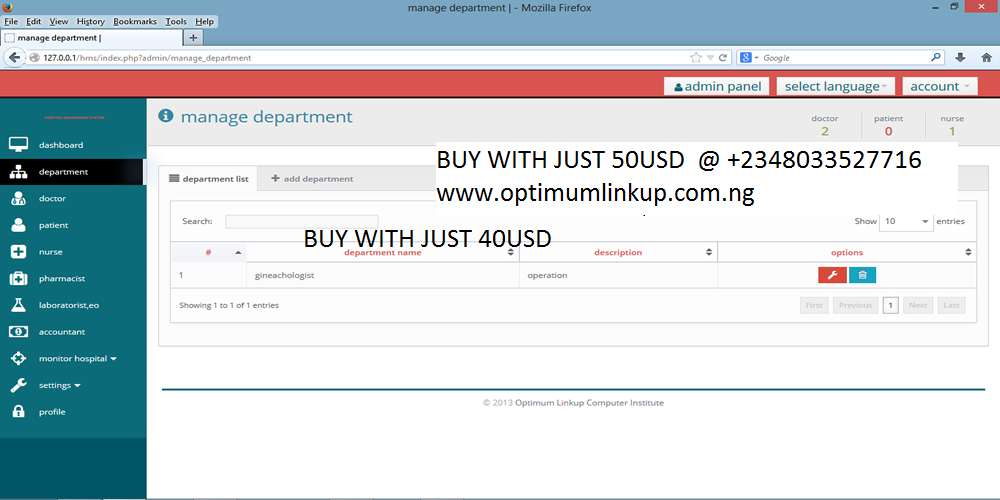 manage department | - Mozilla Firefox
File Edit View History Bookmarks Tools Help
manage department |
127.0.0.1/hms/index.php?admin/manage_department
Google
admin panel select language account
HOSPITAL MANAGEMENT SYSTEM
manage department
doctor patient nurse
2 0 1
dashboard
department
doctor
patient
nurse
pharmacist
laboratorist,eo
accountant
monitor hospital
settings
profile
BUY WITH JUST 50USD @ +2348033527716
www.optimumlinkup.com.ng
department list + add department
Search: Show 10 entries
BUY WITH JUST 40USD
# department name description options
1 gineachologist operation
Showing 1 to 1 of 1 entries First Previous 1 Next Last
© 2013 Optimum Linkup Computer Institute